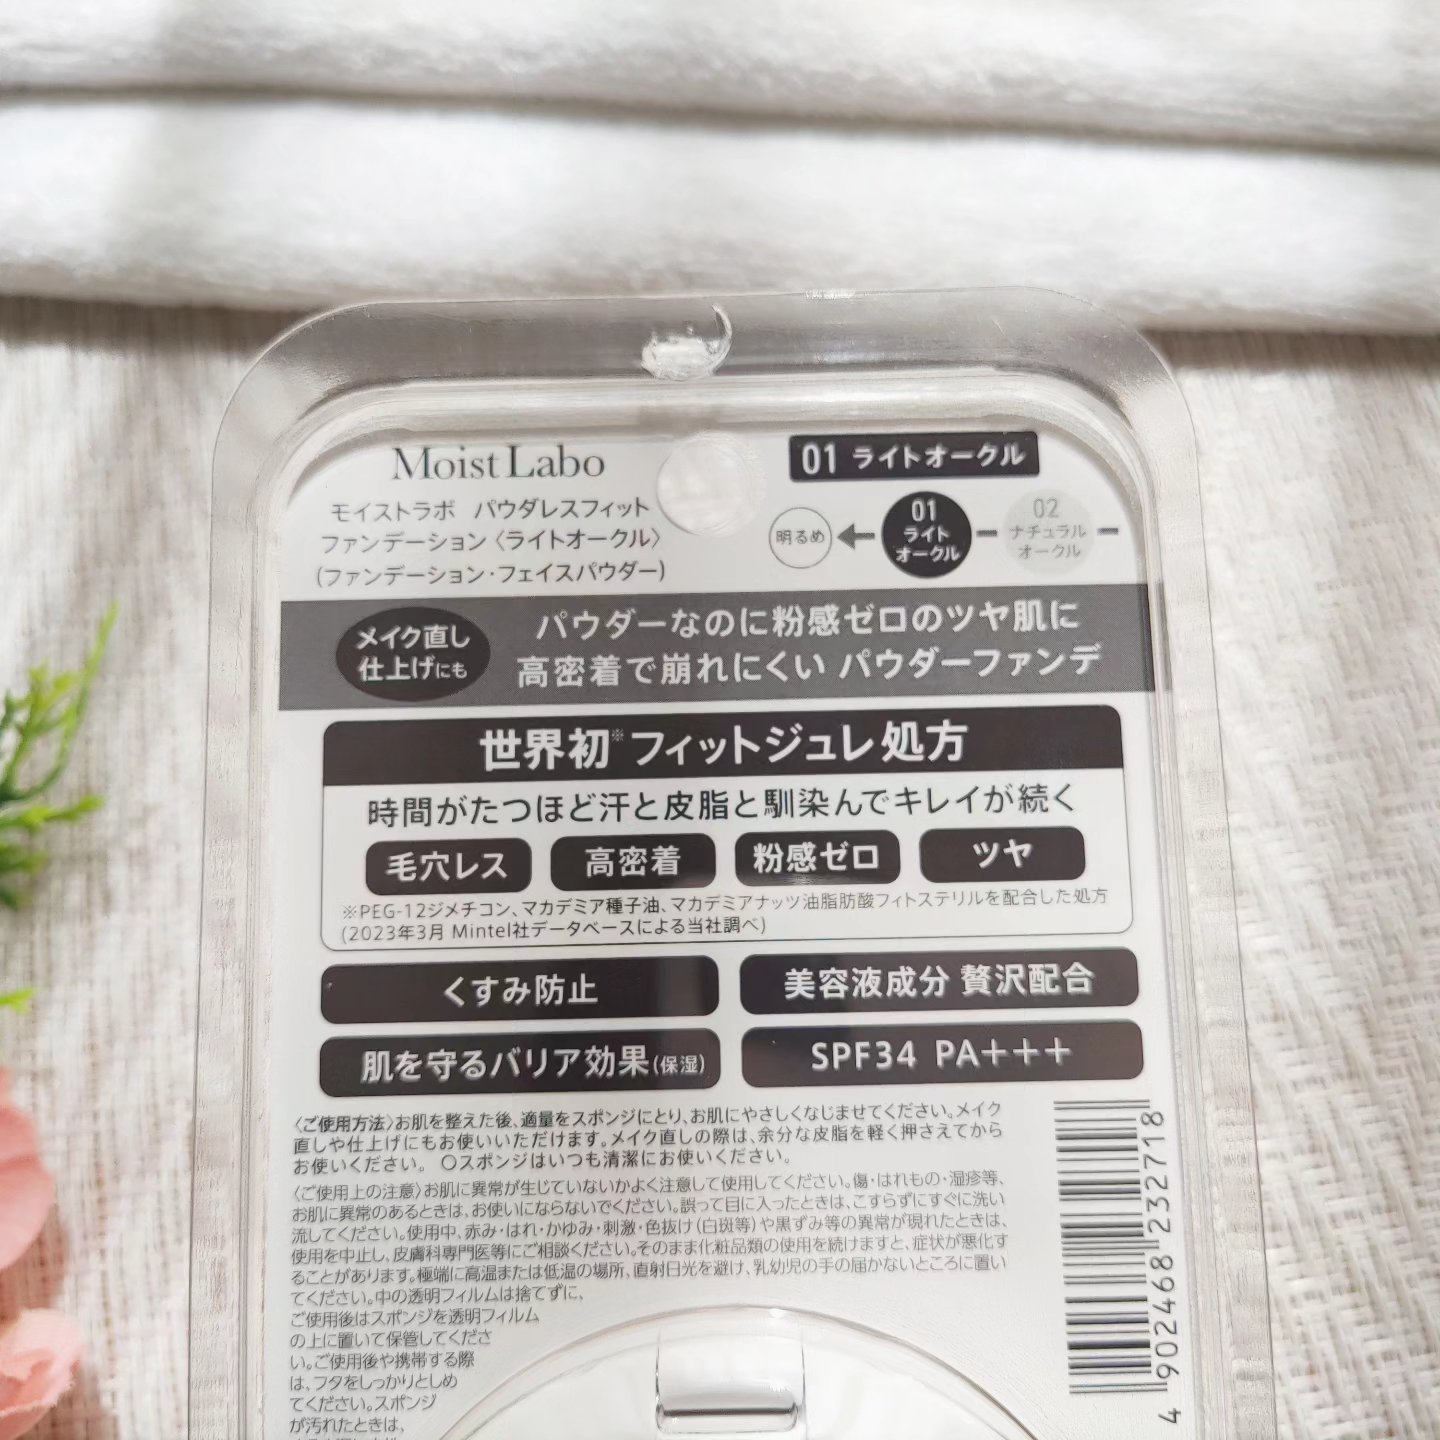 Moist Labo
モイストラボ パウダレスフィット
ファンデーション〈ライトオークル〉
(ファンデーション・フェイスパウダー)
01 ライトオークル
明るめ
01
ライト
オークル
02
ナチュラル
オークル
メイク直し
仕上げにも
パウダーなのに粉感ゼロのツヤ肌に
高密着で崩れにくい パウダーファンデ
世界初※フィットジュレ処方
時間がたつほど汗と皮脂と馴染んでキレイが続く
毛穴レス
高密着
粉感ゼロ
ツヤ
※PEG-12ジメチコン、マカデミア種子油、マカデミアナッツ油脂肪酸フィトステリルを配合した処方
(2023年3月 Mintel社データベースによる当社調べ)
くすみ防止
美容液成分 贅沢配合
肌を守るバリア効果(保湿)
SPF34 PA+++
〈ご使用方法〉お肌を整えた後、適量をスポンジにとり、お肌にやさしくなじませてください。メイク
直しや仕上げにもお使いいただけます。メイク直しの際は、余分な皮脂を軽く押さえてから
お使いください。 〇スポンジはいつも清潔にお使いください。
〈ご使用上の注意〉お肌に異常が生じていないかよく注意して使用してください。傷・はれもの・湿疹等、
お肌に異常のあるときは、お使いにならないでください。誤って目に入ったときは、こすらずにすぐに洗い
流してください。使用中、赤み・はれ・かゆみ・刺激・色抜け(白斑等)や黒ずみ等の異常が現れたときは、
使用を中止し、皮膚科専門医等にご相談ください。そのまま化粧品類の使用を続けますと、症状が悪化す
ることがあります。極端に高温または低温の場所、直射日光を避け、乳幼児の手の届かないところに置い
てください。中の透明フィルムは捨てずに、
ご使用後はスポンジを透明フィルム
の上に置いて保管してくださ
い。ご使用後や携帯する際
は、フタをしっかりとしめ
てください。スポンジ
が汚れたときは、
4 902468 232718